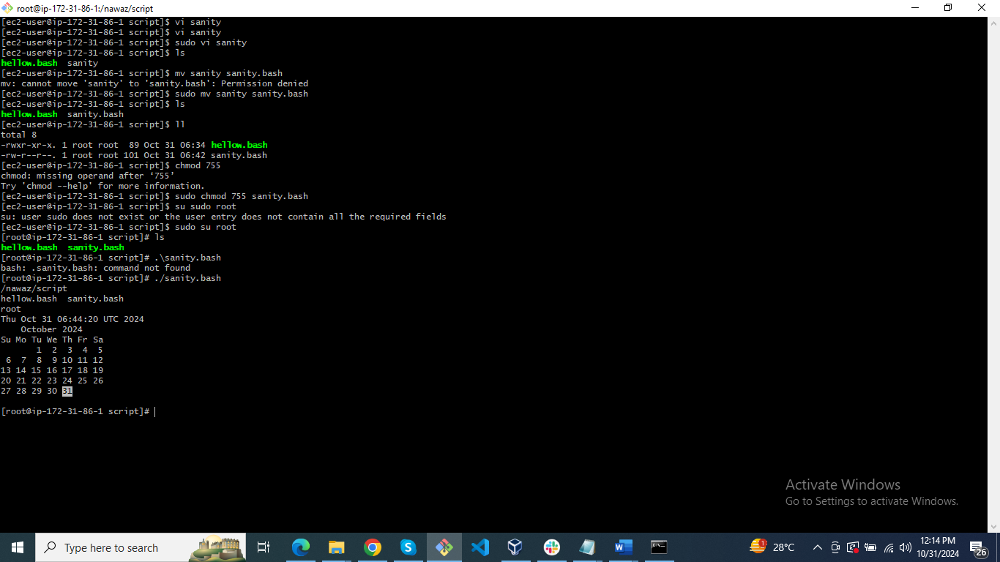 root@ip-172-31-86-1:/nawaz/script
[ec2-user@ip-172-31-86-1 script]$ vi sanity
[ec2-user@ip-172-31-86-1 script]$ vi sanity
[ec2-user@ip-172-31-86-1 script]$ sudo vi sanity
[ec2-user@ip-172-31-86-1 script]$ ls
hellow.bash  sanity
[ec2-user@ip-172-31-86-1 script]$ mv sanity sanity.bash
mv: cannot move 'sanity' to 'sanity.bash': Permission denied
[ec2-user@ip-172-31-86-1 script]$ sudo mv sanity sanity.bash
[ec2-user@ip-172-31-86-1 script]$ ls
hellow.bash  sanity.bash
[ec2-user@ip-172-31-86-1 script]$ ll
total 8
-rwxr-xr-x. 1 root root  89 Oct 31 06:34 hellow.bash
-rw-r--r--. 1 root root 101 Oct 31 06:42 sanity.bash
[ec2-user@ip-172-31-86-1 script]$ chmod 755
chmod: missing operand after ‘755’
Try 'chmod --help' for more information.
[ec2-user@ip-172-31-86-1 script]$ sudo chmod 755 sanity.bash
[ec2-user@ip-172-31-86-1 script]$ su sudo root
su: user sudo does not exist or the user entry does not contain all the required fields
[ec2-user@ip-172-31-86-1 script]$ sudo su root
[root@ip-172-31-86-1 script]# ls
hellow.bash  sanity.bash
[root@ip-172-31-86-1 script]# .\sanity.bash
bash: .sanity.bash: command not found
[root@ip-172-31-86-1 script]# ./sanity.bash
/nawaz/script
hellow.bash  sanity.bash
root
Thu Oct 31 06:44:20 UTC 2024
    October 2024
Su Mo Tu We Th Fr Sa
       1  2  3  4  5
 6  7  8  9 10 11 12
13 14 15 16 17 18 19
20 21 22 23 24 25 26
27 28 29 30 31
[root@ip-172-31-86-1 script]#
Activate Windows
Go to Settings to activate Windows.
Type here to search
1
28°C
12:14 PM
10/31/2024
26